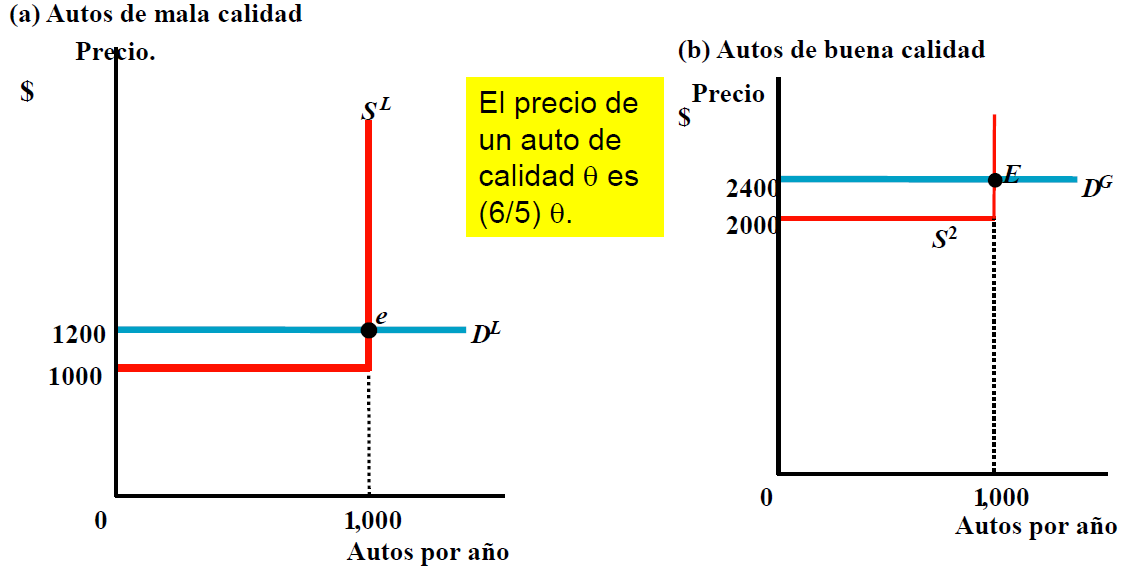 (a) Autos de mala calidad
Precio.
$
S L
1200
e
D L
1000
0
1,000
Autos por año
El precio de
un auto de
calidad θ es
(6/5) θ.
(b) Autos de buena calidad
Precio
$
2400
E
D G
2000
S 2
0
1,000
Autos por año